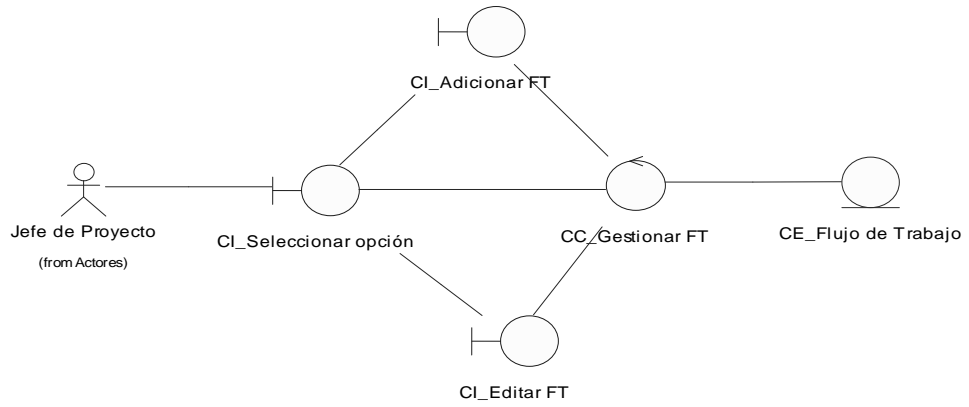 CI_Adicionar FT
Jefe de Proyecto
(from Actores)
CI_Seleccionar opción
CC_Gestionar FT
CE_Flujo de Trabajo
CI_Editar FT